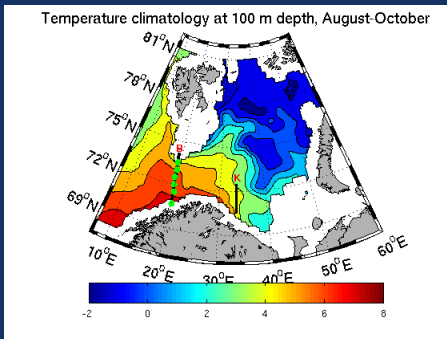 Temperature climatology at 100 m depth, August-October
81°N
78°N
75°N
72°N
69°N
B
K
10°E
20°E
30°E
40°E
50°E
60°E
-2 0 2 4 6 8